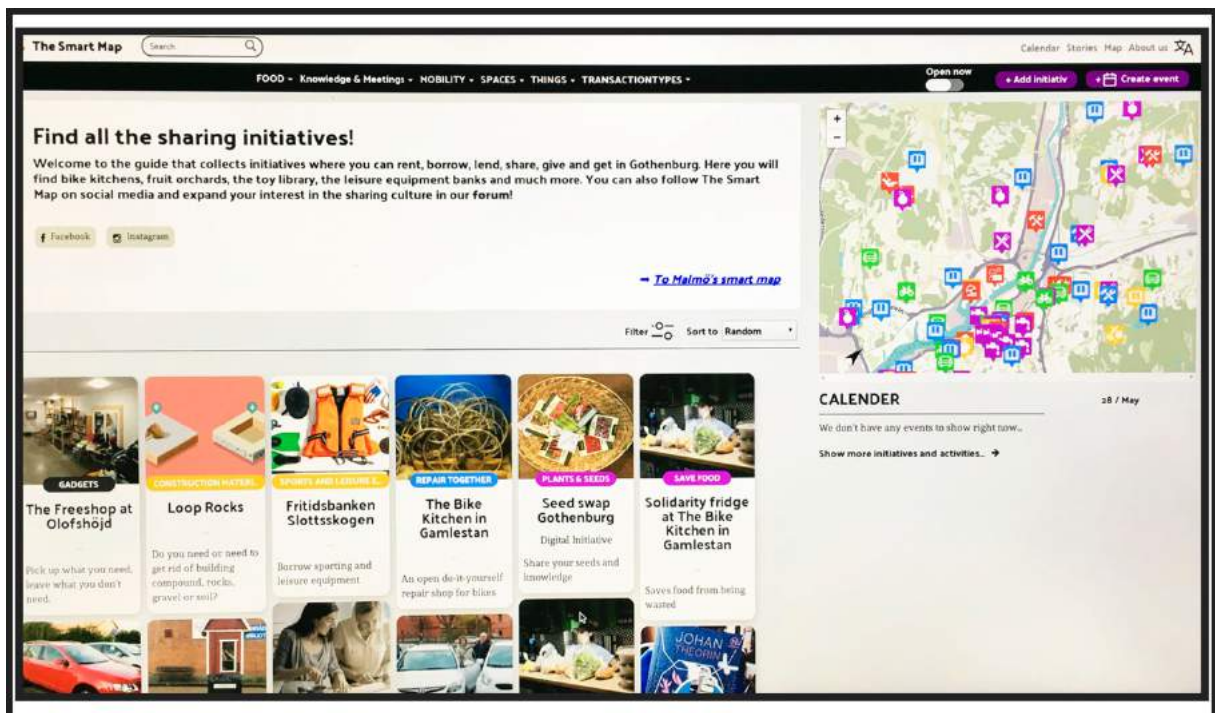 The Smart Map
Search
Calendar Stories Map About us
FOOD Knowledge & Meetings MOBILITY SPACES THINGS TRANSACTIONTYPES
Open now
+ Add initiativ
+ Create event
Find all the sharing initiatives!
Welcome to the guide that collects initiatives where you can rent, borrow, lend, share, give and get in Gothenburg. Here you will
find bike kitchens, fruit orchards, the toy library, the leisure equipment banks and much more. You can also follow The Smart
Map on social media and expand your interest in the sharing culture in our forum!
Facebook
Instagram
→ To Malmö's smart map
Filter
Sort to Random
+
-
CALENDER
28 / May
We don't have any events to show right now..
Show more initiatives and activities.. →
GADGETS
The Freeshop at
Olofshöjd
Pick up what you need,
leave what you don't
need.
CONSTRUCTION MATERI...
Loop Rocks
Do you need or need to
get rid of building
compound, rocks,
gravel or soil?
SPORTS AND LEISURE E...
Fritidsbanken
Slottsskogen
Borrow sporting and
leisure equipment
REPAIR TOGETHER
The Bike
Kitchen in
Gamlestan
An open do-it-yourself
repair shop for bikes
PLANTS & SEEDS
Seed swap
Gothenburg
Digital Initiative
Share your seeds and
knowledge
SAVE FOOD
Solidarity fridge
at The Bike
Kitchen in
Gamlestan
Saves food from being
wasted
JOHAN
THEORIN